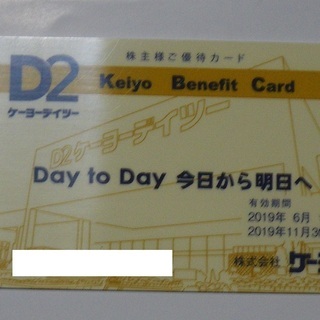 株主様ご優待カード
D2
ケーヨーデイツー
Keiyo Benefit Card
D2 ケーヨーデイツー
Day to Day 今日から明日へ
有効期間
2019年 6月
2019年11月30
株式会社 ケーヨ